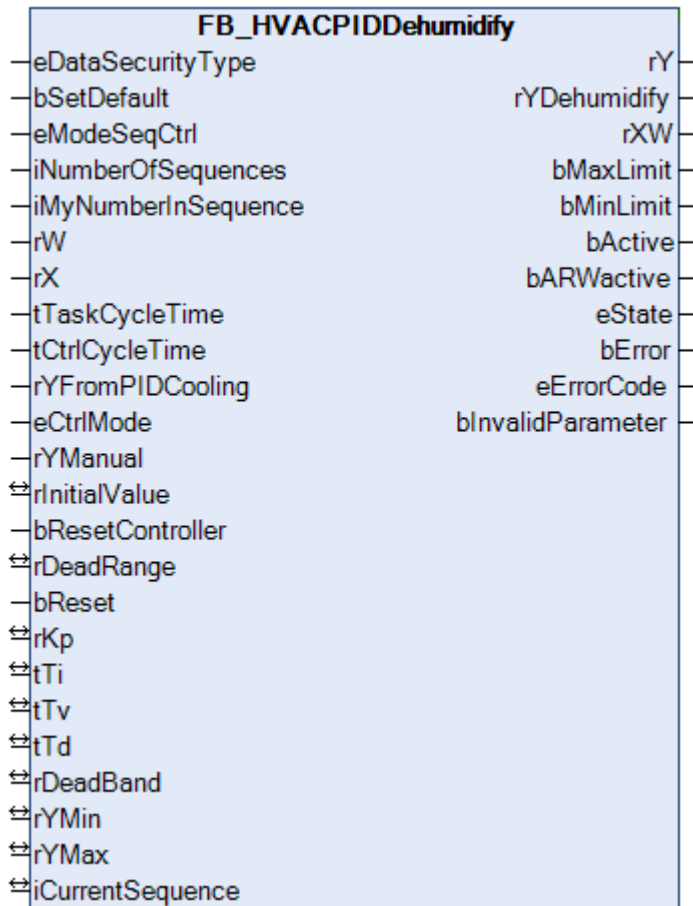 FB_HVACPIDDehumidify
eDataSecurityType rY
bSetDefault rYDehumidify
eModeSeqCtrl rXW
iNumberOfSequences bMaxLimit
iMyNumberInSequence bMinLimit
rW bActive
rX bARWactive
tTaskCycleTime eState
tCtrlCycleTime bError
rYFromPIDCooling eErrorCode
eCtrlMode bInvalidParameter
rYManual
rInitialValue
bResetController
rDeadRange
bReset
rKp
tTi
tTv
tTd
rDeadBand
rYMin
rYMax
iCurrentSequence